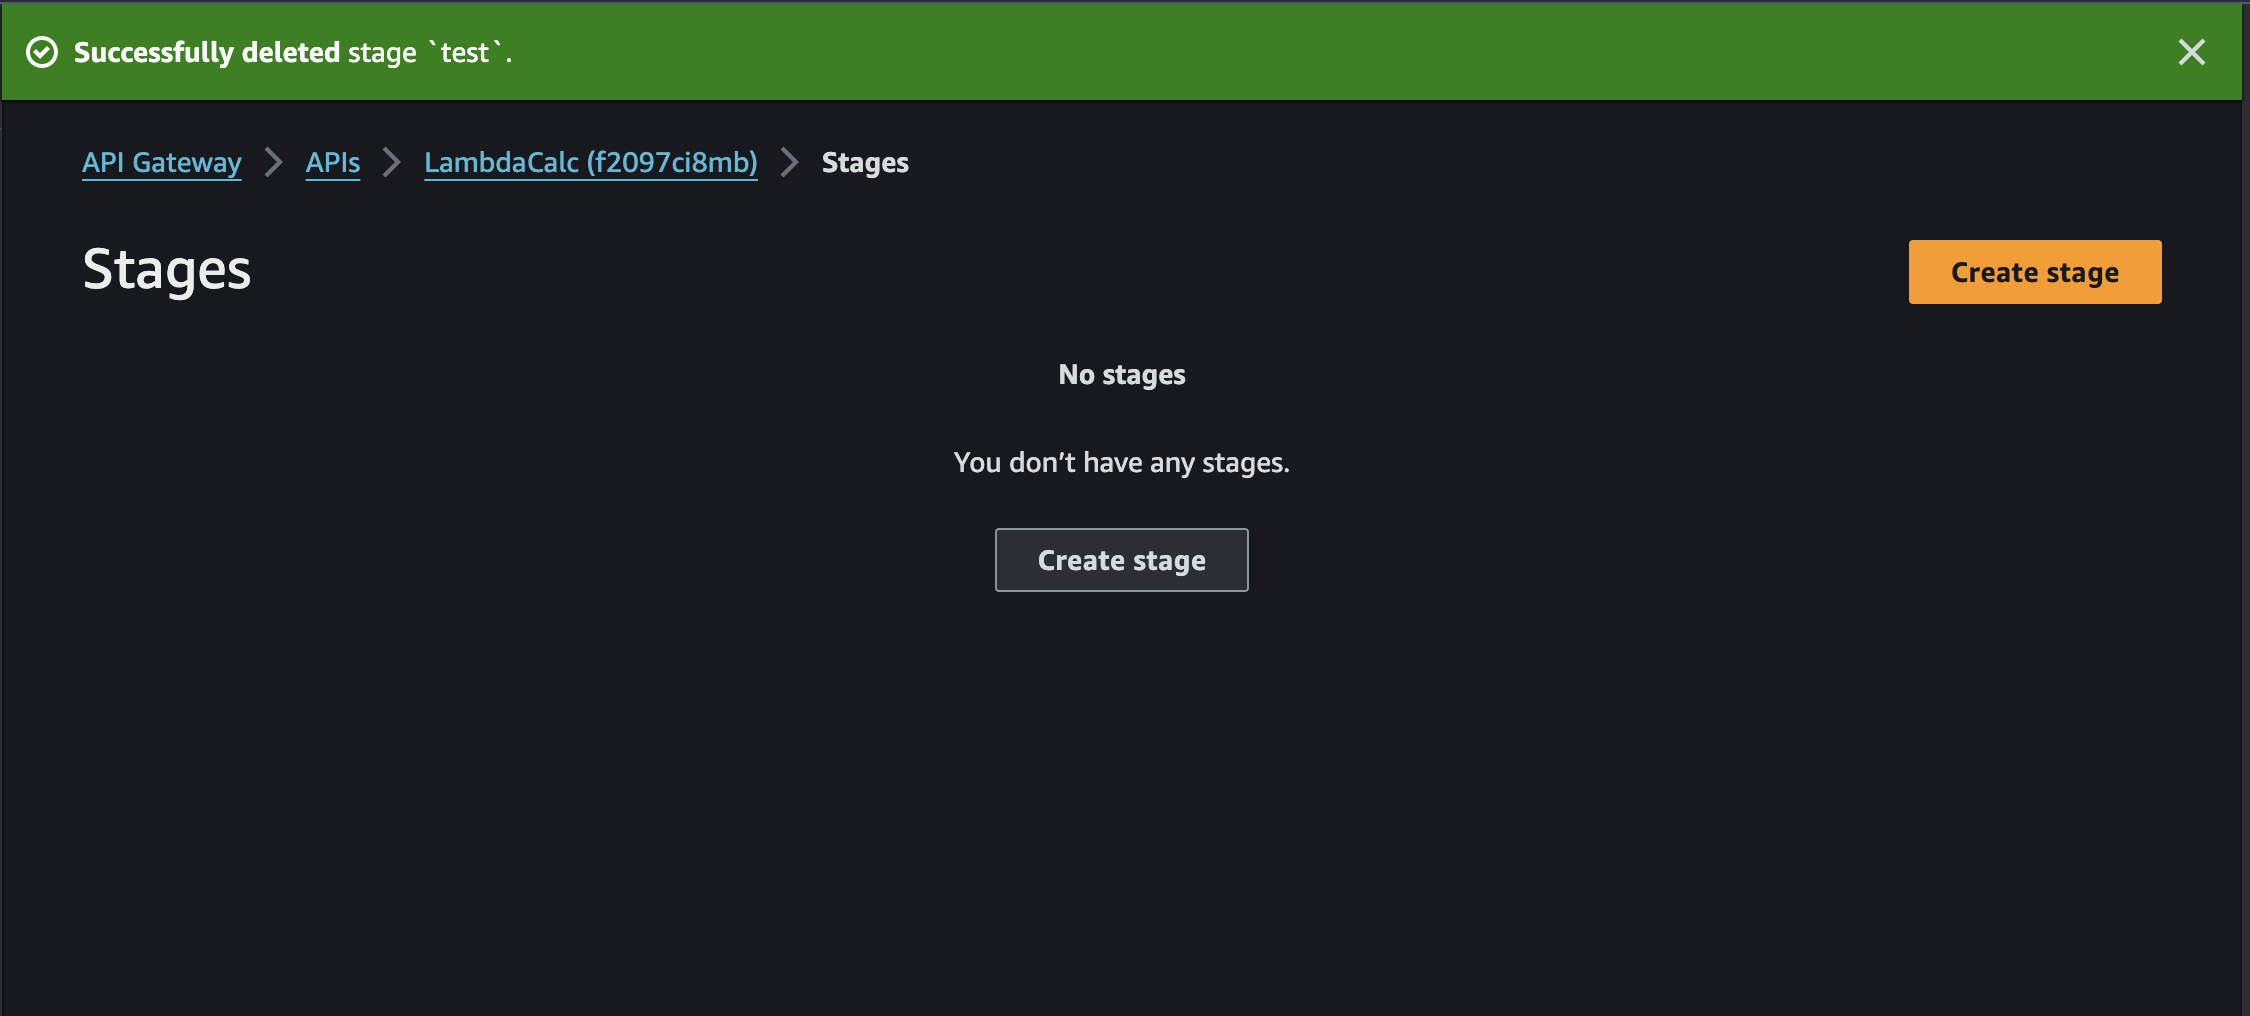 Successfully deleted stage `test`.
API Gateway > APIs > LambdaCalc (f2097ci8mb) > Stages
Stages
Create stage
No stages
You don't have any stages.
Create stage